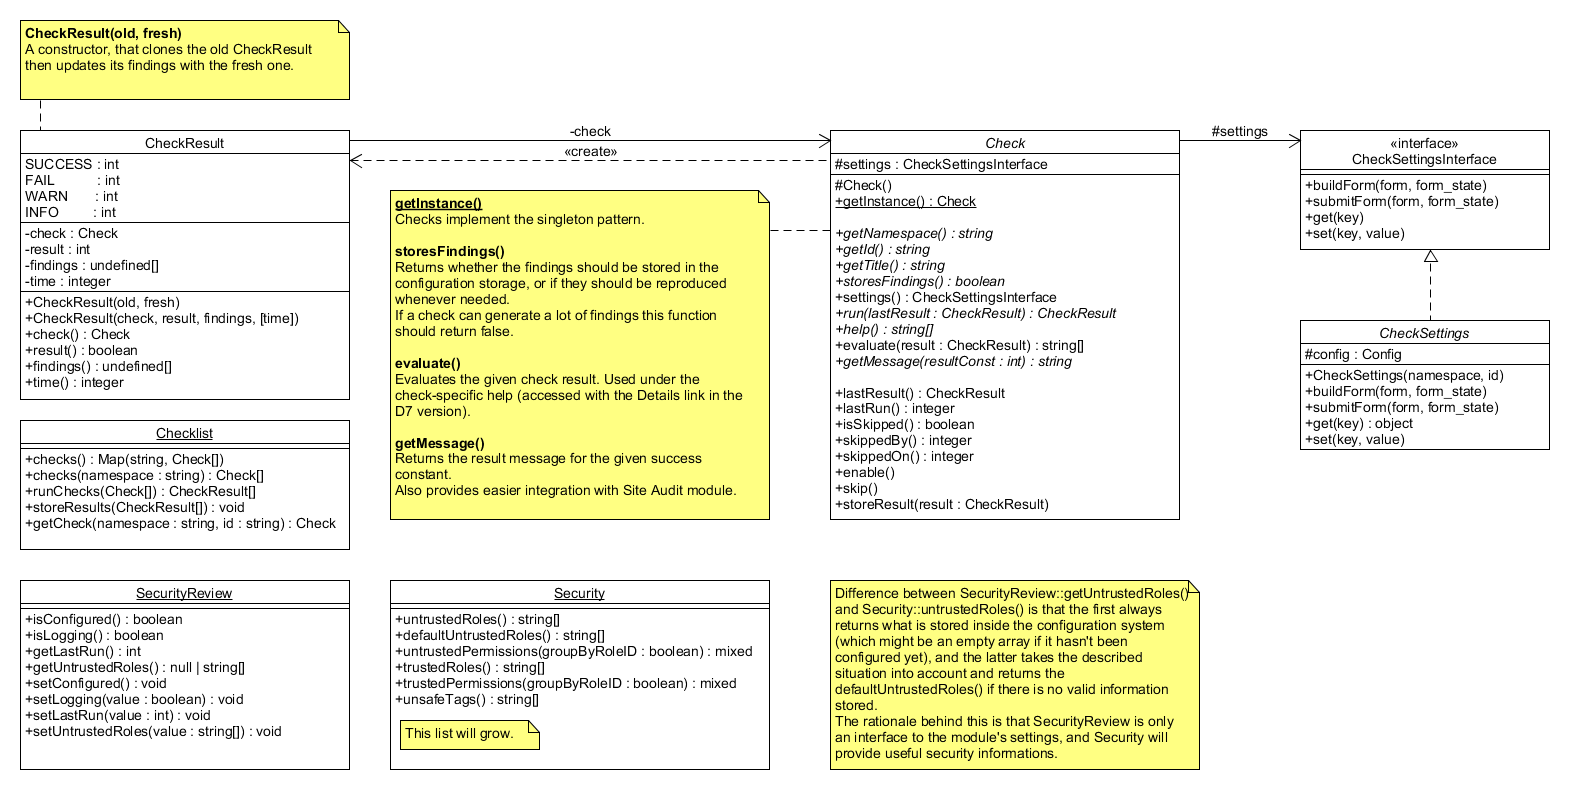 CheckResult(old, fresh)
A constructor, that clones the old CheckResult
then updates its findings with the fresh one.
CheckResult
SUCCESS : int
FAIL : int
WARN : int
INFO : int
-check : Check
-result : int
-findings : undefined[]
-time : integer
+CheckResult(old, fresh)
+CheckResult(check, result, findings, [time])
+check() : Check
+result() : boolean
+findings() : undefined[]
+time() : integer
-check
«create»
getInstance()
Checks implement the singleton pattern.
storesFindings()
Returns whether the findings should be stored in the
configuration storage, or if they should be reproduced
whenever needed.
If a check can generate a lot of findings this function
should return false.
evaluate()
Evaluates the given check result. Used under the
check-specific help (accessed with the Details link in the
D7 version).
getMessage()
Returns the result message for the given success
constant.
Also provides easier integration with Site Audit module.
Check
#settings : CheckSettingsInterface
#Check()
+getInstance() : Check
+getNamespace() : string
+getId() : string
+getTitle() : string
+storesFindings() : boolean
+settings() : CheckSettingsInterface
+run(lastResult : CheckResult) : CheckResult
+help() : string[]
+evaluate(result : CheckResult) : string[]
+getMessage(resultConst : int) : string
+lastResult() : CheckResult
+lastRun() : integer
+isSkipped() : boolean
+skippedBy() : integer
+skippedOn() : integer
+enable()
+skip()
+storeResult(result : CheckResult)
#settings
«interface»
CheckSettingsInterface
+buildForm(form, form_state)
+submitForm(form, form_state)
+get(key)
+set(key, value)
CheckSettings
#config : Config
+CheckSettings(namespace, id)
+buildForm(form, form_state)
+submitForm(form, form_state)
+get(key) : object
+set(key, value)
Checklist
+checks() : Map(string, Check[])
+checks(namespace : string) : Check[]
+runChecks(Check[]) : CheckResult[]
+storeResults(CheckResult[]) : void
+getCheck(namespace : string, id : string) : Check
SecurityReview
+isConfigured() : boolean
+isLogging() : boolean
+getLastRun() : int
+getUntrustedRoles() : null | string[]
+setConfigured() : void
+setLogging(value : boolean) : void
+setLastRun(value : int) : void
+setUntrustedRoles(value : string[]) : void
Security
+untrustedRoles() : string[]
+defaultUntrustedRoles() : string[]
+untrustedPermissions(groupByRoleID : boolean) : mixed
+trustedRoles() : string[]
+trustedPermissions(groupByRoleID : boolean) : mixed
+unsafeTags() : string[]
This list will grow.
Difference between SecurityReview::getUntrustedRoles()
and Security::untrustedRoles() is that the first always
returns what is stored inside the configuration system
(which might be an empty array if it hasn't been
configured yet), and the latter takes the described
situation into account and returns the
defaultUntrustedRoles() if there is no valid information
stored.
The rationale behind this is that SecurityReview is only
an interface to the module's settings, and Security will
provide useful security informations.